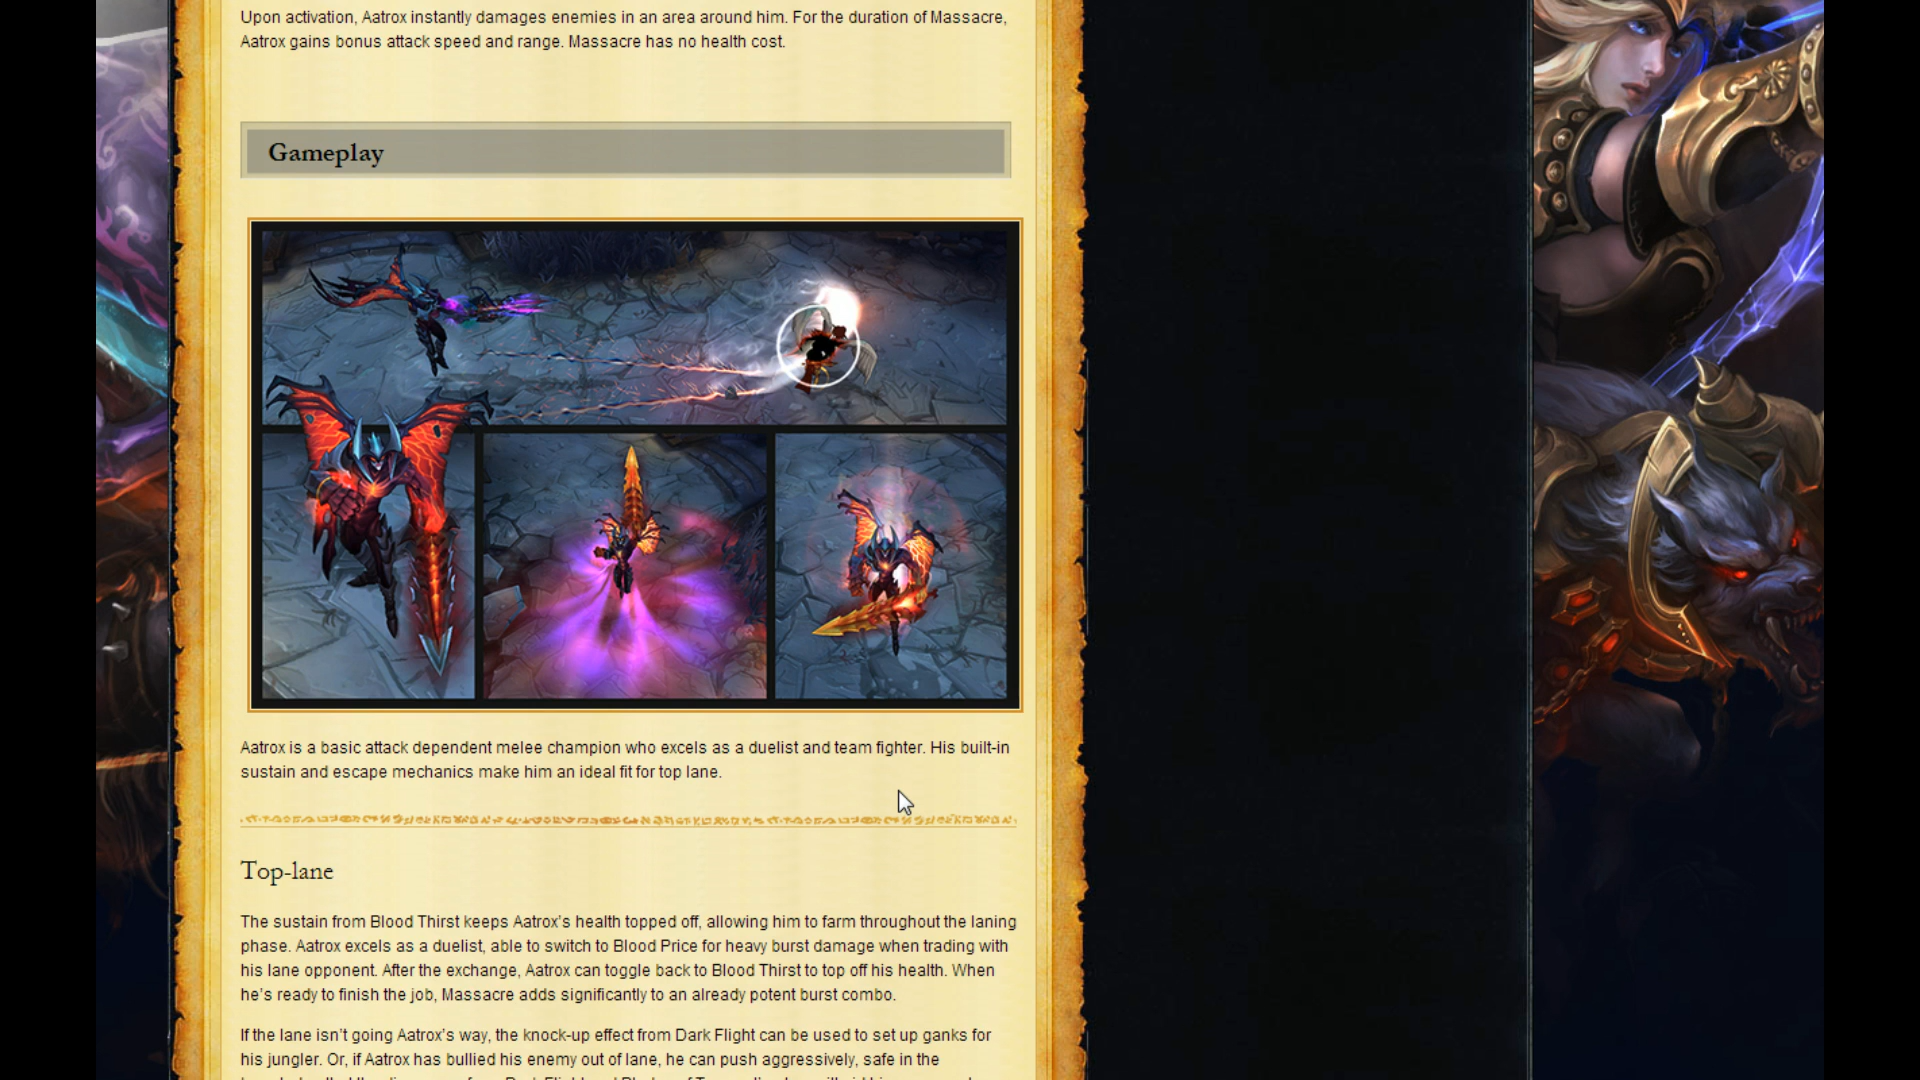 Upon activation, Aatrox instantly damages enemies in an area around him. For the duration of Massacre,
Aatrox gains bonus attack speed and range. Massacre has no health cost.
Gameplay
Aatrox is a basic attack dependent melee champion who excels as a duelist and team fighter. His built-in
sustain and escape mechanics make him an ideal fit for top lane.
Top-lane
The sustain from Blood Thirst keeps Aatrox's health topped off, allowing him to farm throughout the laning
phase. Aatrox excels as a duelist, able to switch to Blood Price for heavy burst damage when trading with
his lane opponent. After the exchange, Aatrox can toggle back to Blood Thirst to top off his health. When
he's ready to finish the job, Massacre adds significantly to an already potent burst combo.
If the lane isn't going Aatrox's way, the knock-up effect from Dark Flight can be used to set up ganks for
his jungler. Or, if Aatrox has bullied his enemy out of lane, he can push aggressively, safe in the